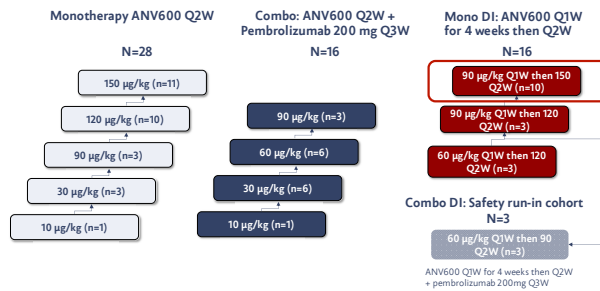 Monotherapy ANV600 Q2W
N=28
150 µg/kg (n=11)
120 µg/kg (n=10)
90 µg/kg (n=3)
30 µg/kg (n=3)
10 µg/kg (n=1)
Combo: ANV600 Q2W +
Pembrolizumab 200 mg Q3W
N=16
90 µg/kg (n=3)
60 µg/kg (n=6)
30 µg/kg (n=6)
10 µg/kg (n=1)
Mono DI: ANV600 Q1W
for 4 weeks then Q2W
N=16
90 µg/kg Q1W then 150
Q2W (n=10)
90 µg/kg Q1W then 120
Q2W (n=3)
60 µg/kg Q1W then 120
Q2W (n=3)
Combo DI: Safety run-in cohort
N=3
60 µg/kg Q1W then 90
Q2W (n=3)
ANV600 Q1W for 4 weeks then Q2W
+ pembrolizumab 200mg Q3W